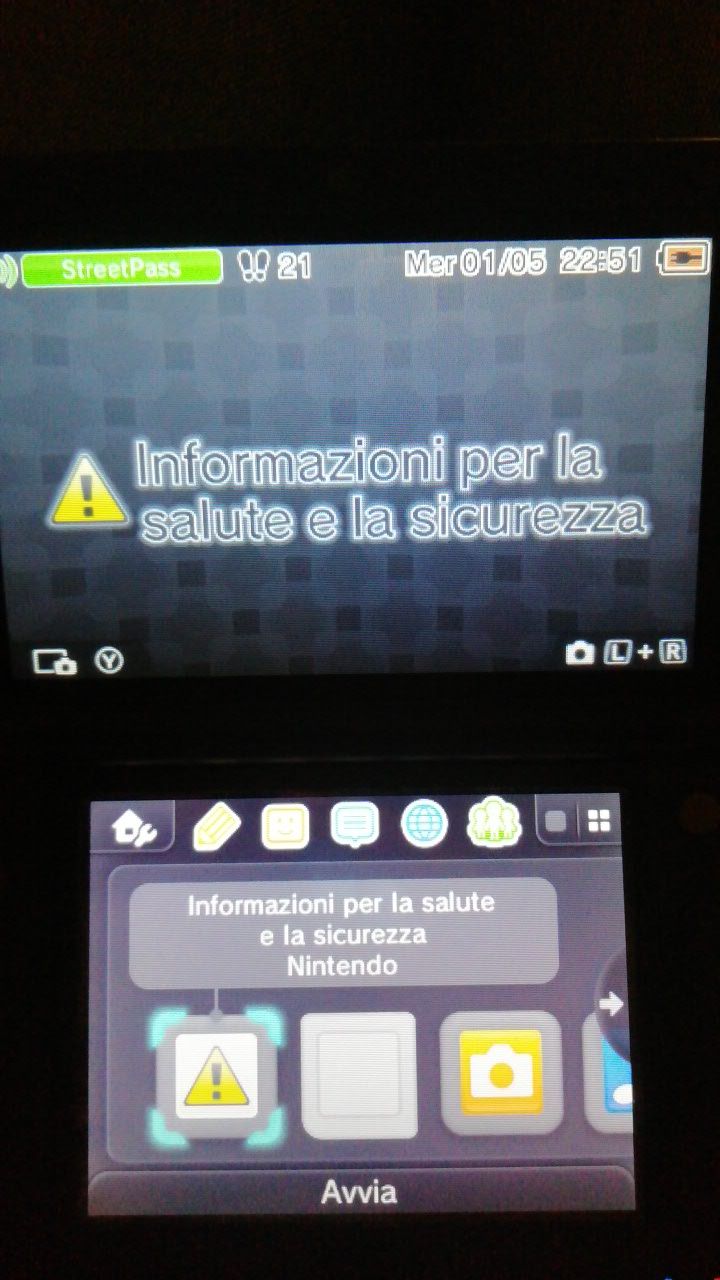 StreetPass 21 Mer 01/05 22:51
Informazioni per la
salute e la sicurezza
Y L + R
Informazioni per la salute
e la sicurezza
Nintendo
Avvia